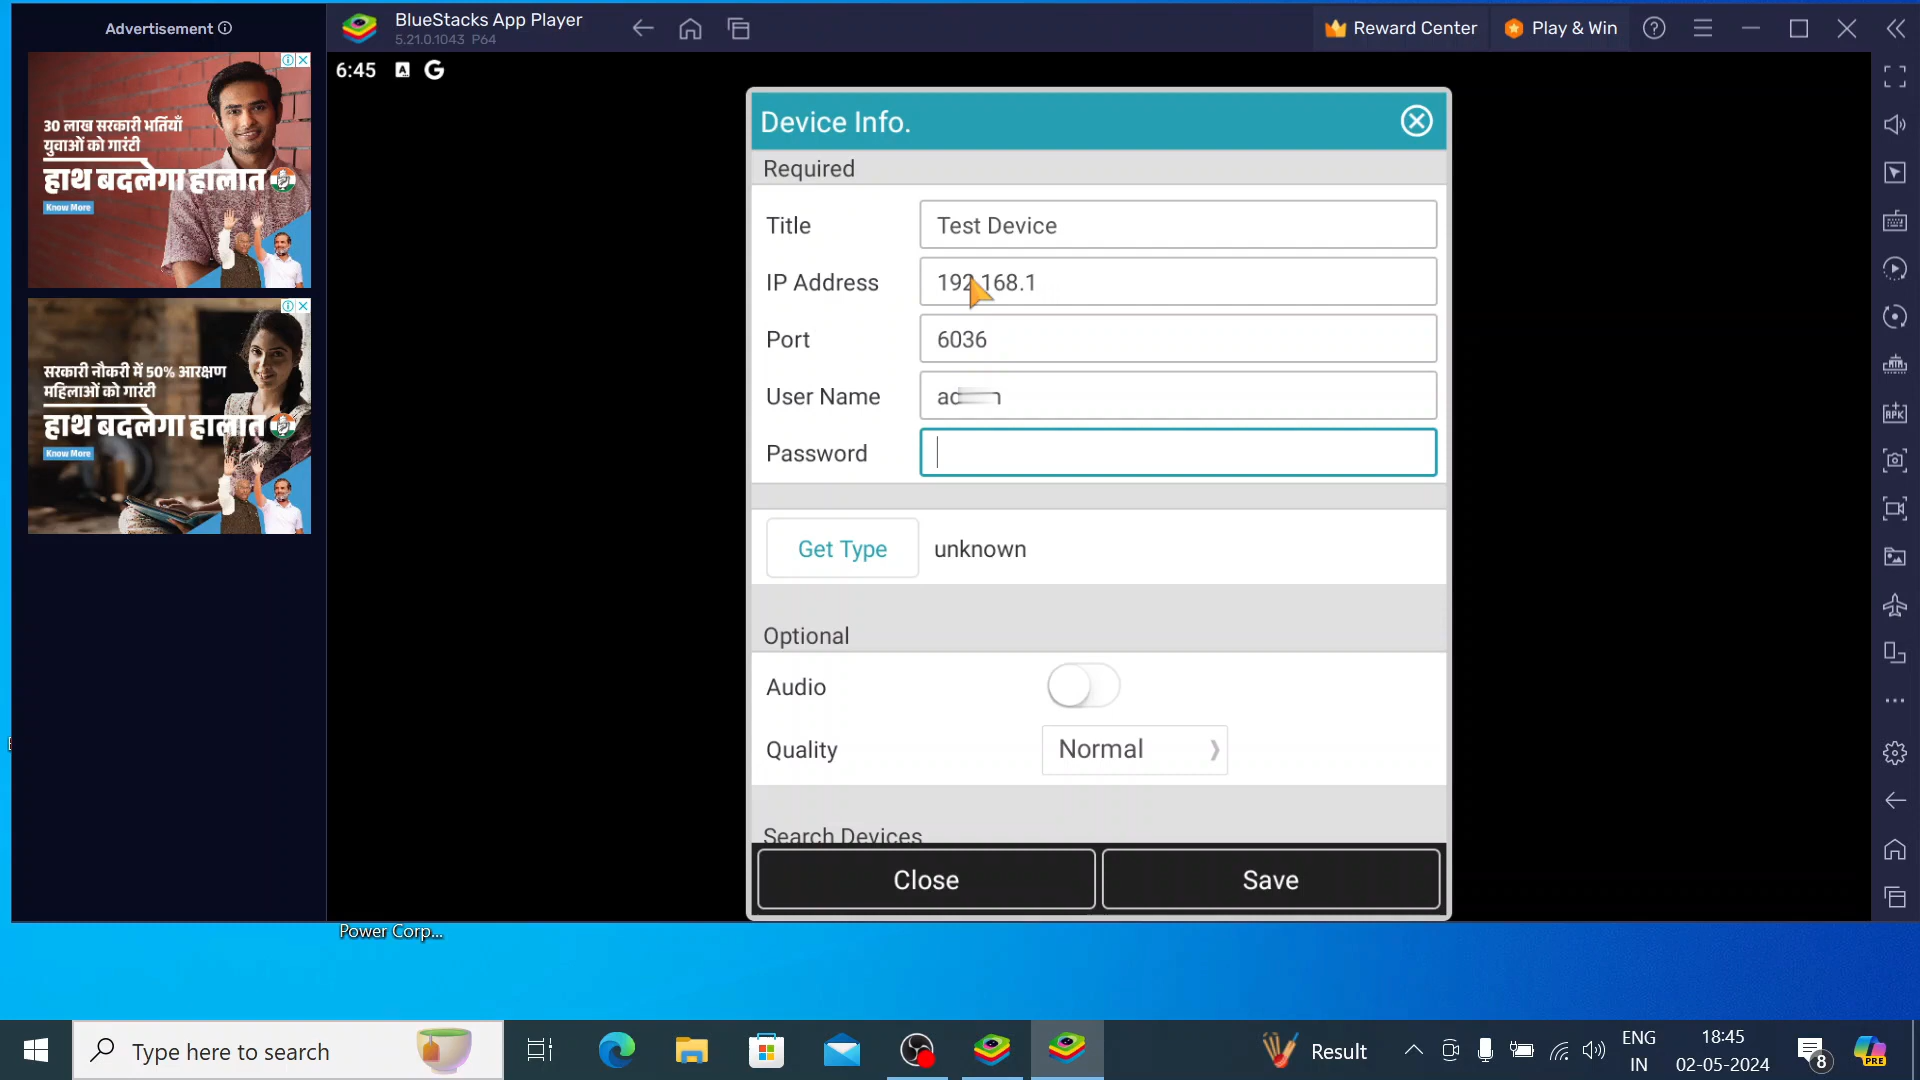 Advertisement
30 लाख सरकारी भर्तियाँ
युवाओं को गारंटी
हाथ बदलेगा हालात
Know More
सरकारी नौकरी में 50% आरक्षण
महिलाओं को गारंटी
हाथ बदलेगा हालात
Know More
BlueStacks App Player
5.21.0.1043 P64
Reward Center
Play & Win
6:45
Device Info.
Required
Title
Test Device
IP Address
192.168.1
Port
6036
User Name
Password
Get Type
unknown
Optional
Audio
Quality
Normal
Search Devices
Close
Save
Power Corp...
Type here to search
Result
ENG
IN
18:45
02-05-2024
8
PRE